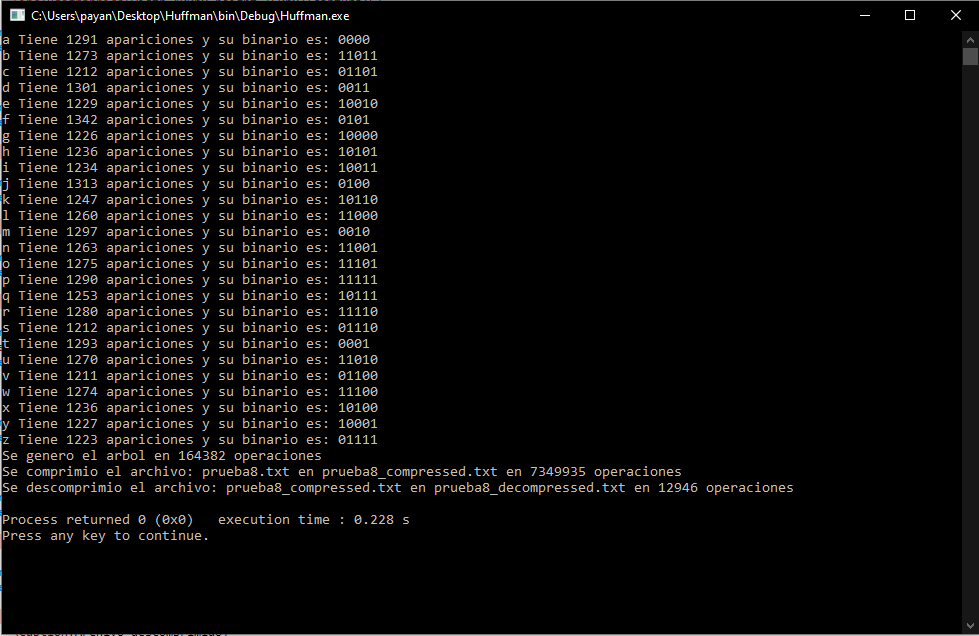 C:\Users\payan\Desktop\Huffman\bin\Debug\Huffman.exe
a Tiene 1291 apariciones y su binario es: 0000
b Tiene 1273 apariciones y su binario es: 11011
c Tiene 1212 apariciones y su binario es: 01101
d Tiene 1301 apariciones y su binario es: 0011
e Tiene 1229 apariciones y su binario es: 10010
f Tiene 1342 apariciones y su binario es: 0101
g Tiene 1226 apariciones y su binario es: 10000
h Tiene 1236 apariciones y su binario es: 10101
i Tiene 1234 apariciones y su binario es: 10011
j Tiene 1313 apariciones y su binario es: 0100
k Tiene 1247 apariciones y su binario es: 10110
l Tiene 1260 apariciones y su binario es: 11000
m Tiene 1297 apariciones y su binario es: 0010
n Tiene 1263 apariciones y su binario es: 11001
o Tiene 1275 apariciones y su binario es: 11101
p Tiene 1290 apariciones y su binario es: 11111
q Tiene 1253 apariciones y su binario es: 10111
r Tiene 1280 apariciones y su binario es: 11110
s Tiene 1212 apariciones y su binario es: 01110
t Tiene 1293 apariciones y su binario es: 0001
u Tiene 1270 apariciones y su binario es: 11010
v Tiene 1211 apariciones y su binario es: 01100
w Tiene 1274 apariciones y su binario es: 11100
x Tiene 1236 apariciones y su binario es: 10100
y Tiene 1227 apariciones y su binario es: 10001
z Tiene 1223 apariciones y su binario es: 01111
Se genero el arbol en 164382 operaciones
Se comprimio el archivo: prueba8.txt en prueba8_compressed.txt en 7349935 operaciones
Se descomprimio el archivo: prueba8_compressed.txt en prueba8_decompressed.txt en 12946 operaciones
Process returned 0 (0x0)   execution time : 0.228 s
Press any key to continue.